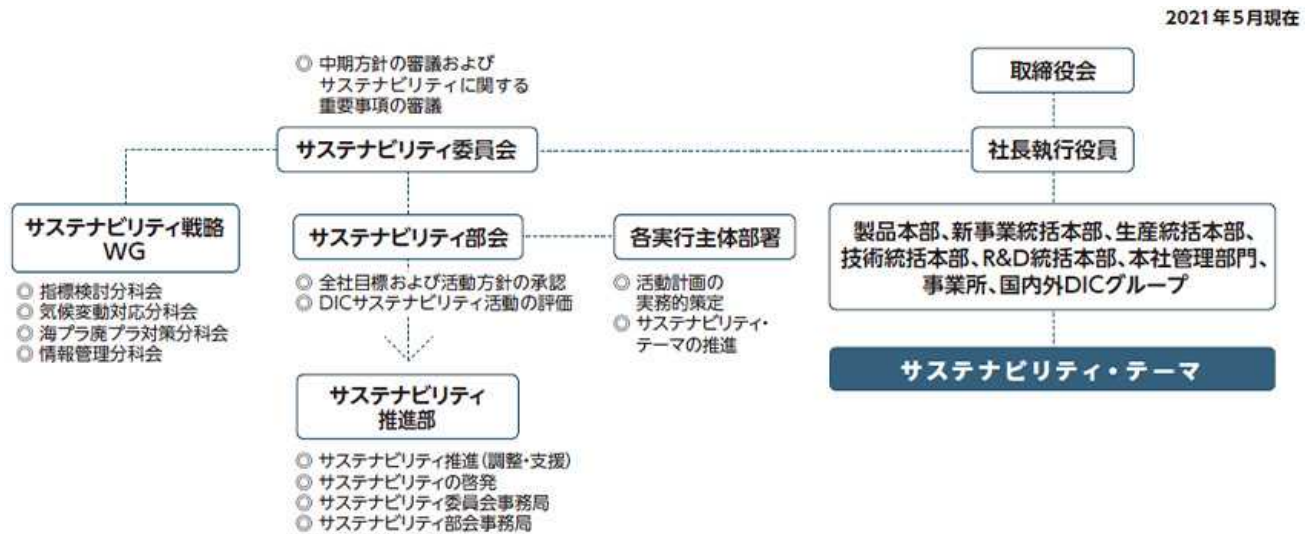 2021年5月現在
◎ 中期方針の審議および
サステナビリティに関する
重要事項の審議
取締役会
サステナビリティ委員会
社長執行役員
サステナビリティ戦略
WG
◎ 指標検討分科会
◎ 気候変動対応分科会
◎ 海プラ廃プラ対策分科会
◎ 情報管理分科会
サステナビリティ部会
◎ 全社目標および活動方針の承認
◎ DICサステナビリティ活動の評価
各実行主体部署
◎ 活動計画の
実務的策定
◎ サステナビリティ・
テーマの推進
製品本部、新事業統括本部、生産統括本部、
技術統括本部、R&D統括本部、本社管理部門、
事業所、国内外DICグループ
サステナビリティ・テーマ
サステナビリティ
推進部
◎ サステナビリティ推進(調整・支援)
◎ サステナビリティの啓発
◎ サステナビリティ委員会事務局
◎ サステナビリティ部会事務局